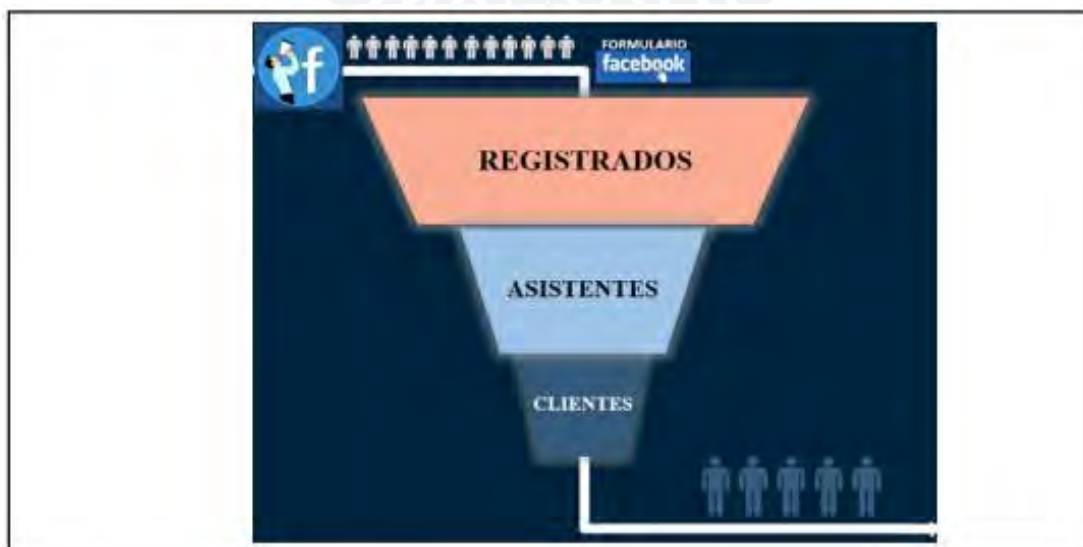 FORMULARIO
facebook
REGISTRADOS
ASISTENTES
CLIENTES